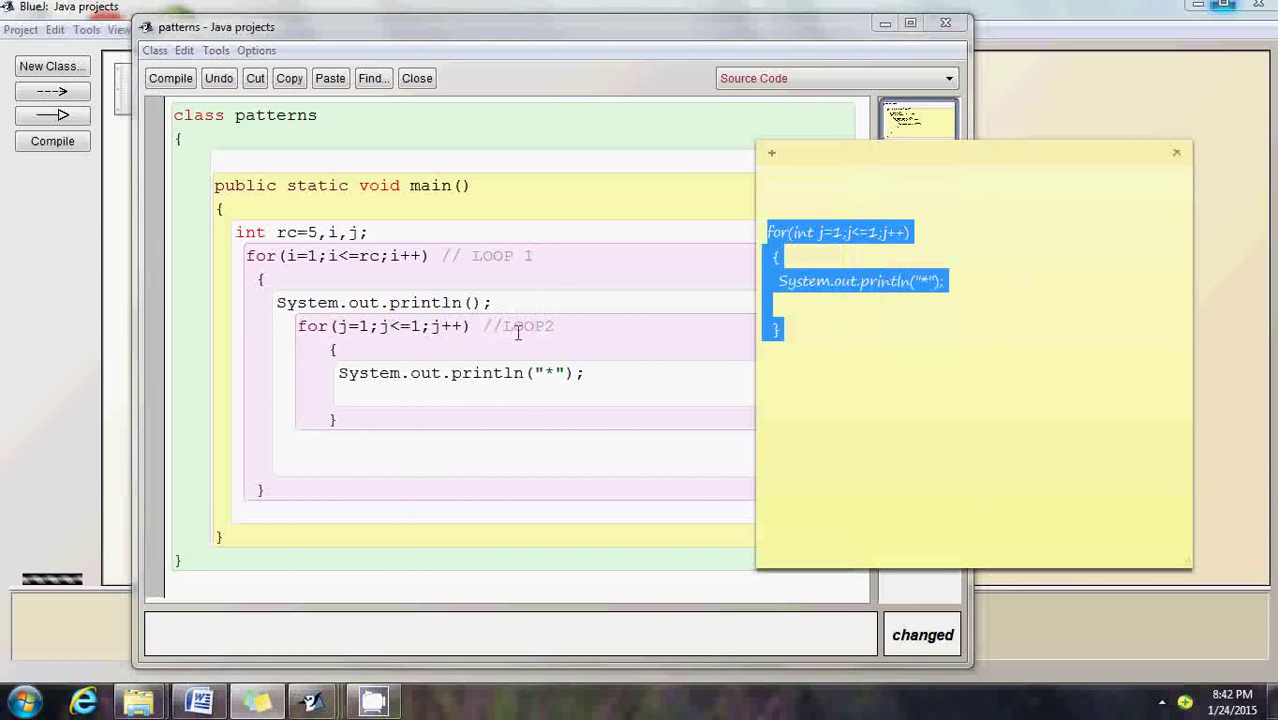 BlueJ: Java projects
Project Edit Tools View
New Class...
Compile
patterns - Java projects
Class Edit Tools Options
Compile Undo Cut Copy Paste Find... Close
Source Code
class patterns
{
public static void main()
{
int rc=5,i,j;
for(i=1;i<=rc;i++) // LOOP 1
{
System.out.println();
for(j=1;j<=1;j++) //LOOP2
{
System.out.println("*");
}
}
}
}
changed
+
for(int j=1;j<=1;j++)
{
System.out.println("*");
}
8:42 PM
1/24/2015